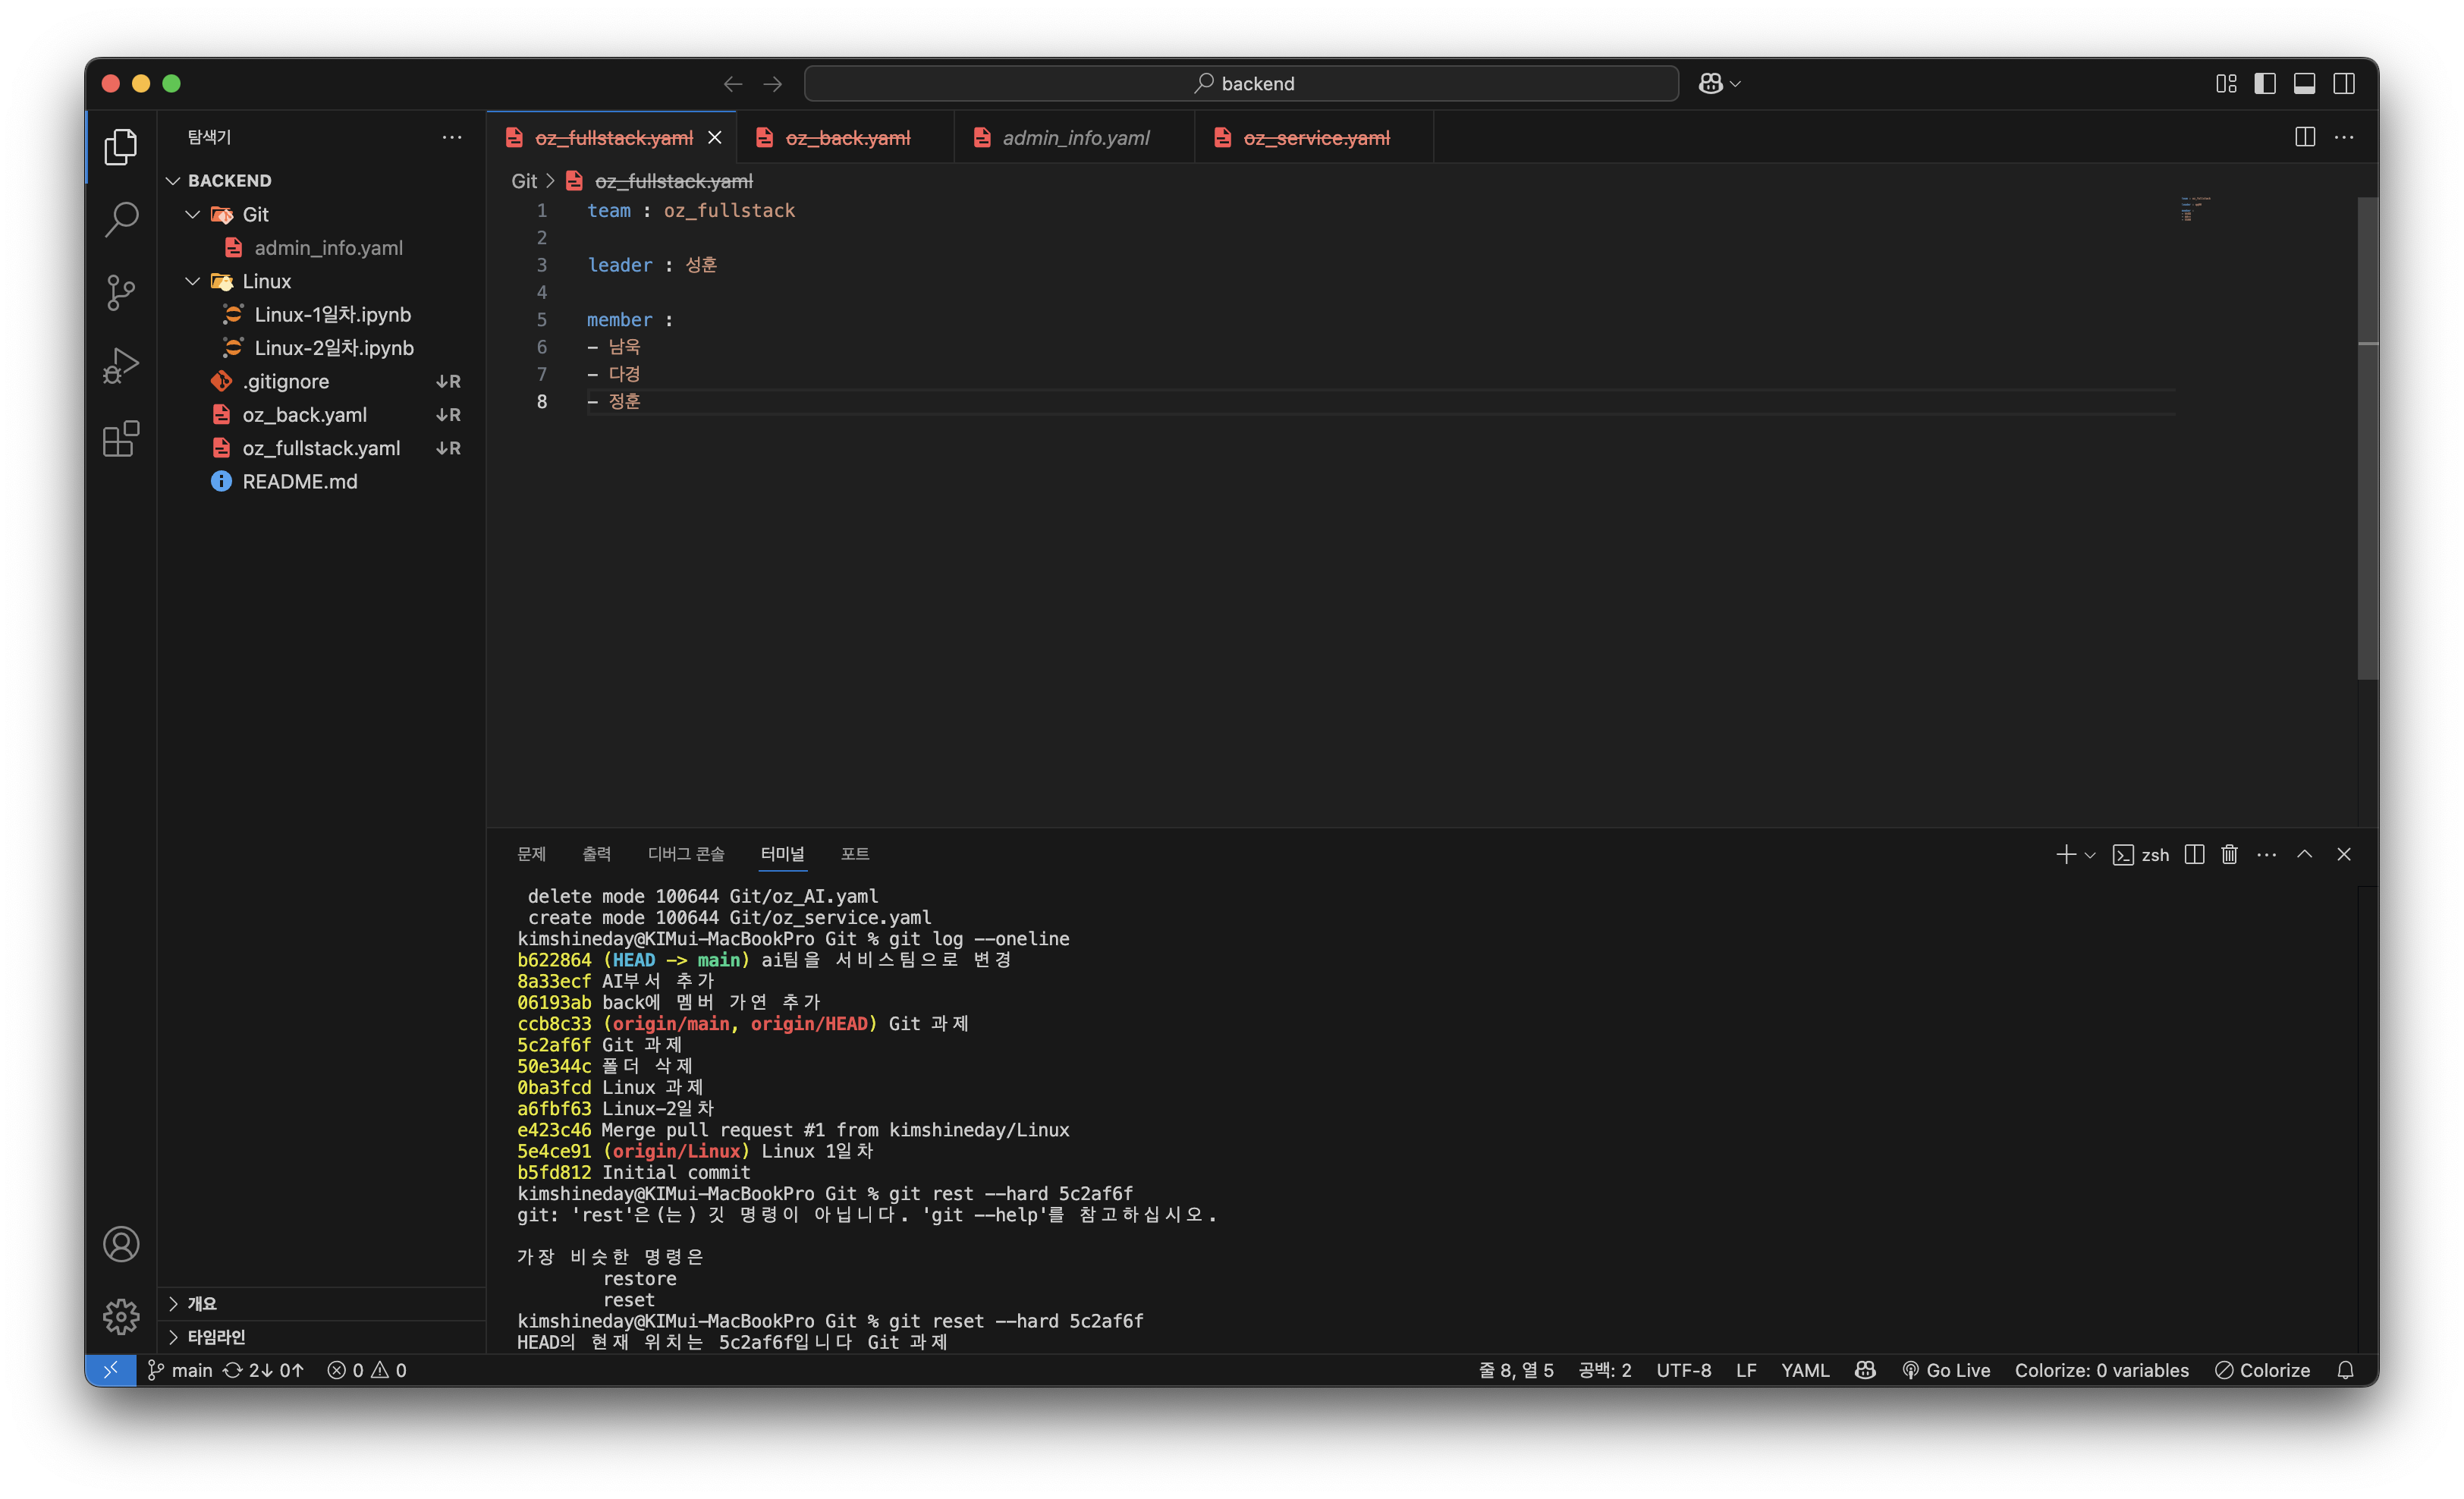 backend
탐색기
BACKEND
Git
admin_info.yaml
Linux
Linux-1일차.ipynb
Linux-2일차.ipynb
.gitignore ↓R
oz_back.yaml ↓R
oz_fullstack.yaml ↓R
README.md
개요
타임라인
oz_fullstack.yaml oz_back.yaml admin_info.yaml oz_service.yaml
Git > oz_fullstack.yaml
1 team : oz_fullstack
2
3 leader : 성훈
4
5 member :
6 - 남욱
7 - 다경
8 - 정훈
문제 출력 디버그 콘솔 터미널 포트 zsh
delete mode 100644 Git/oz_AI.yaml
create mode 100644 Git/oz_service.yaml
kimshineday@KIMui-MacBookPro Git % git log --oneline
b622864 (HEAD -> main) ai팀을 서비스팀으로 변경
8a33ecf AI부서 추가
06193ab back에 멤버 가연 추가
ccb8c33 (origin/main, origin/HEAD) Git 과제
5c2af6f Git 과제
50e344c 폴더 삭제
0ba3fcd Linux 과제
a6fbf63 Linux-2일차
e423c46 Merge pull request #1 from kimshineday/Linux
5e4ce91 (origin/Linux) Linux 1일차
b5fd812 Initial commit
kimshineday@KIMui-MacBookPro Git % git rest --hard 5c2af6f
git: 'rest'은(는) 깃 명령이 아닙니다. 'git --help'를 참고하십시오.
가장 비슷한 명령은
restore
reset
kimshineday@KIMui-MacBookPro Git % git reset --hard 5c2af6f
HEAD의 현재 위치는 5c2af6f입니다 Git 과제
main 2↓ 0↑ 0 0 줄 8, 열 5 공백: 2 UTF-8 LF YAML Go Live Colorize: 0 variables Colorize